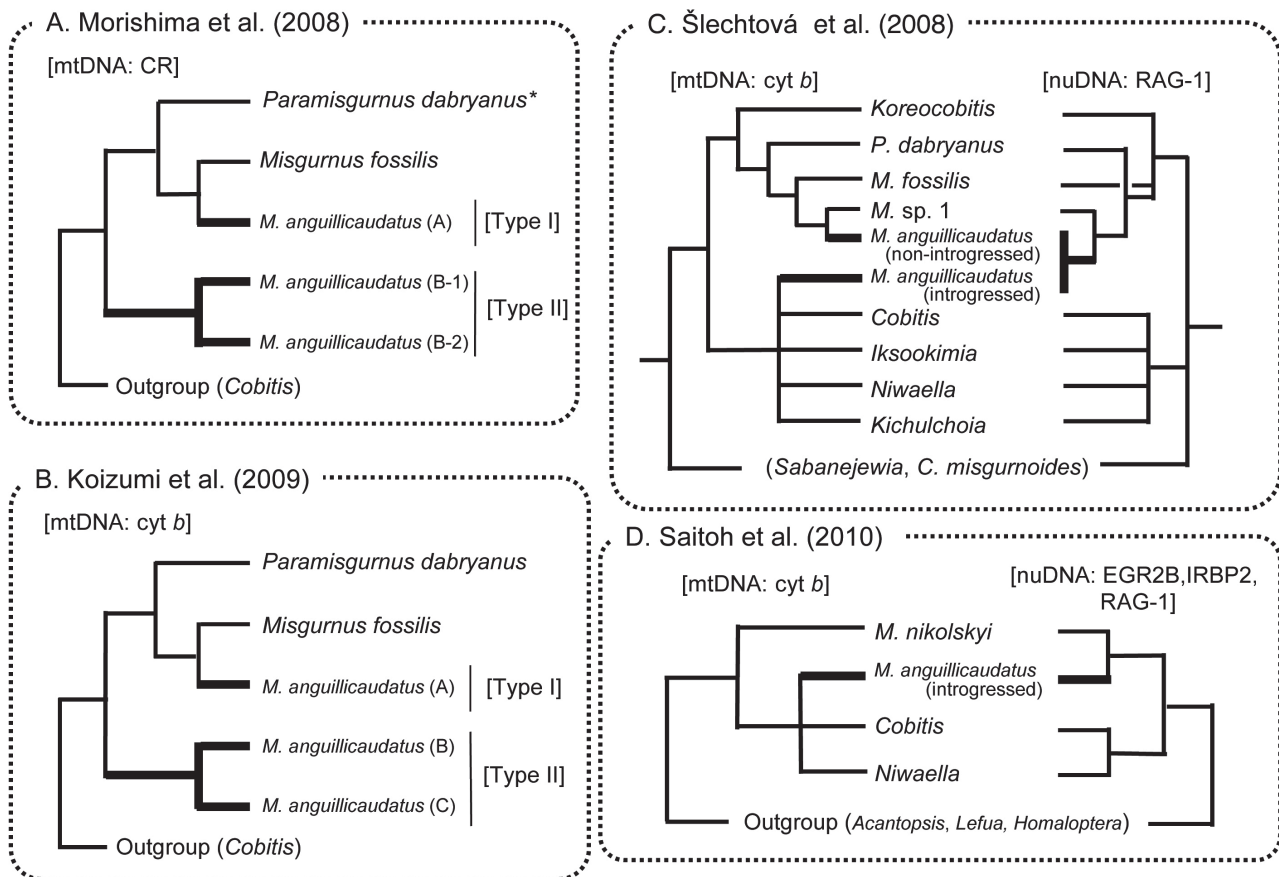 A. Morishima et al. (2008)
[mtDNA: CR]
Paramisgurnus dabryanus*
Misgurnus fossilis
M. anguillicaudatus (A)
[Type I]
M. anguillicaudatus (B-1)
[Type II]
M. anguillicaudatus (B-2)
Outgroup (Cobitis)
B. Koizumi et al. (2009)
[mtDNA: cyt b]
Paramisgurnus dabryanus
Misgurnus fossilis
M. anguillicaudatus (A)
[Type I]
M. anguillicaudatus (B)
[Type II]
M. anguillicaudatus (C)
Outgroup (Cobitis)
C. Šlechtová et al. (2008)
[mtDNA: cyt b]
[nuDNA: RAG-1]
Koreocobitis
P. dabryanus
M. fossilis
M. sp. 1
M. anguillicaudatus
(non-introgressed)
M. anguillicaudatus
(introgressed)
Cobitis
Iksookimia
Niwaella
Kichulchoia
(Sabanejewia, C. misgurnoides)
D. Saitoh et al. (2010)
[mtDNA: cyt b]
[nuDNA: EGR2B,IRBP2,
RAG-1]
M. nikolskyi
M. anguillicaudatus
(introgressed)
Cobitis
Niwaella
Outgroup (Acantopsis, Lefua, Homaloptera)